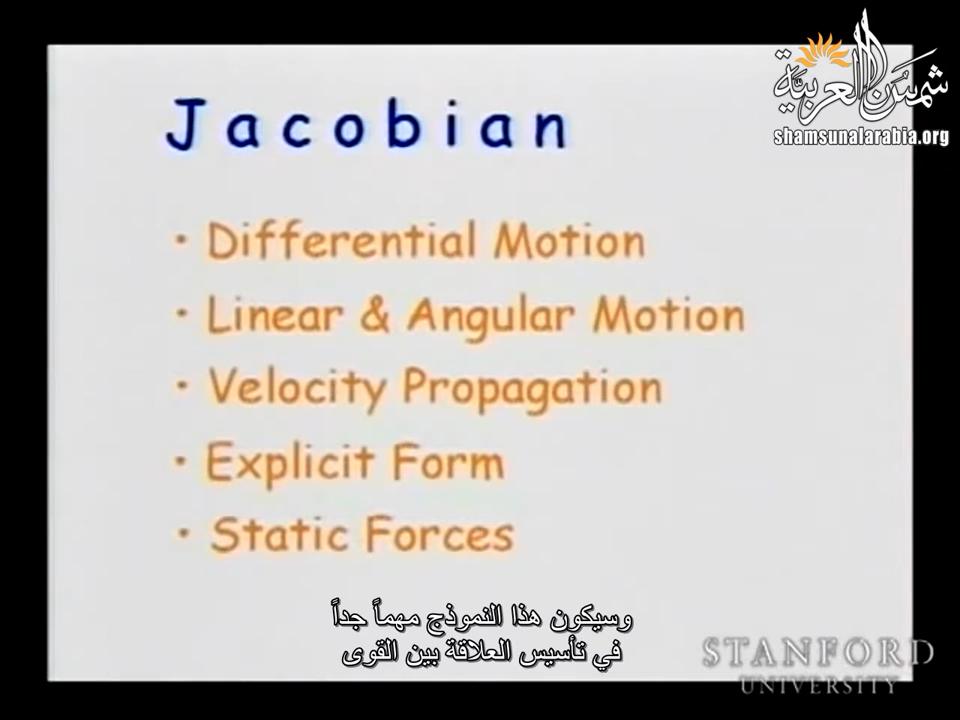 شمس العربية
shamsunalarabia.org
Jacobian
• Differential Motion
• Linear & Angular Motion
• Velocity Propagation
• Explicit Form
• Static Forces
وسيكون هذا النموذج مهماً جداً
في تأسيس العلاقة بين القوى
STANFORD
UNIVERSITY